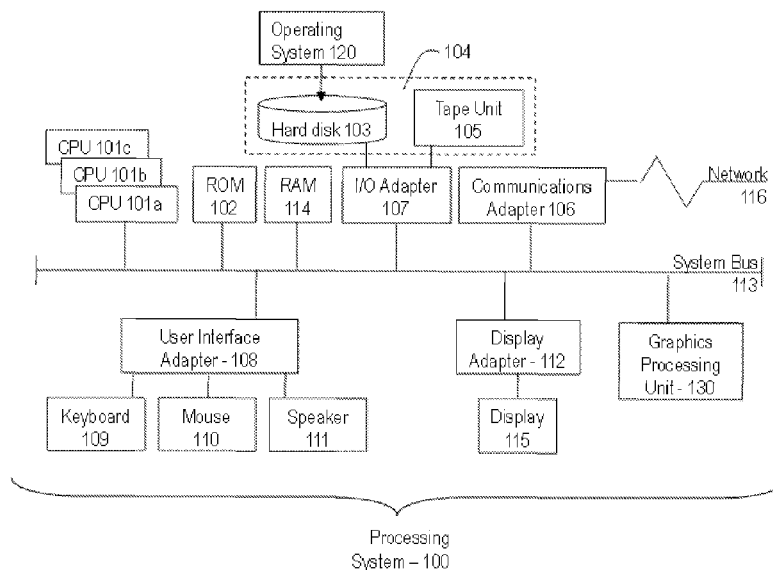 Operating
System 120
104
Hard disk 103
Tape Unit
105
CPU 101c
CPU 101b
CPU 101a
ROM
102
RAM
114
I/O Adapter
107
Communications
Adapter 106
Network
116
System Bus
113
User Interface
Adapter - 108
Display
Adapter - 112
Graphics
Processing
Unit - 130
Keyboard
109
Mouse
110
Speaker
111
Display
115
Processing
System – 100